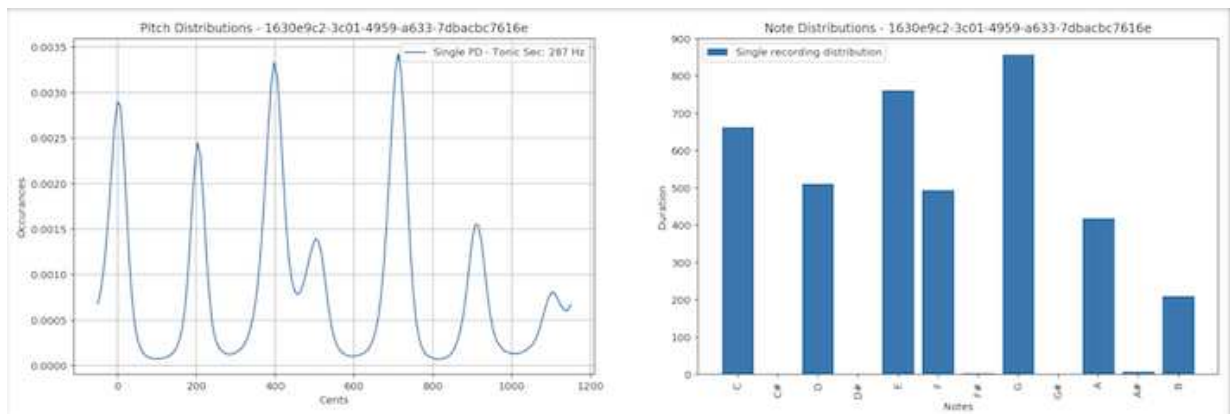 Pitch Distributions - 1630e9c2-3c01-4959-a633-7dbacbc7616e
Single PD - Tonic Sec: 287 Hz
0.0035
0.0030
0.0025
0.0020
0.0015
0.0010
0.0005
0.0000
Occurances
0 200 400 600 800 1000 1200
Cents
Note Distributions - 1630e9c2-3c01-4959-a633-7dbacbc7616e
Single recording distribution
900
800
700
600
500
400
300
200
100
0
Duration
C C# D D# E F F# G G# A A# B
Notes